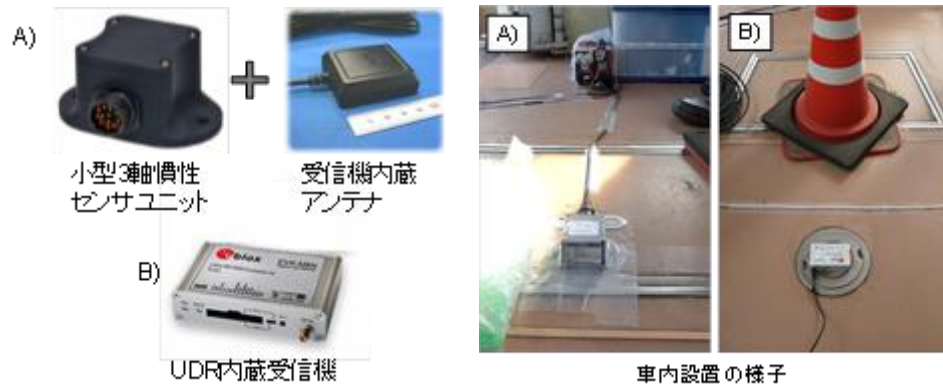 A)
小型3軸慣性
センサユニット
受信機内蔵
アンテナ
B)
UDR内蔵受信機
A)
B)
車内設置の様子